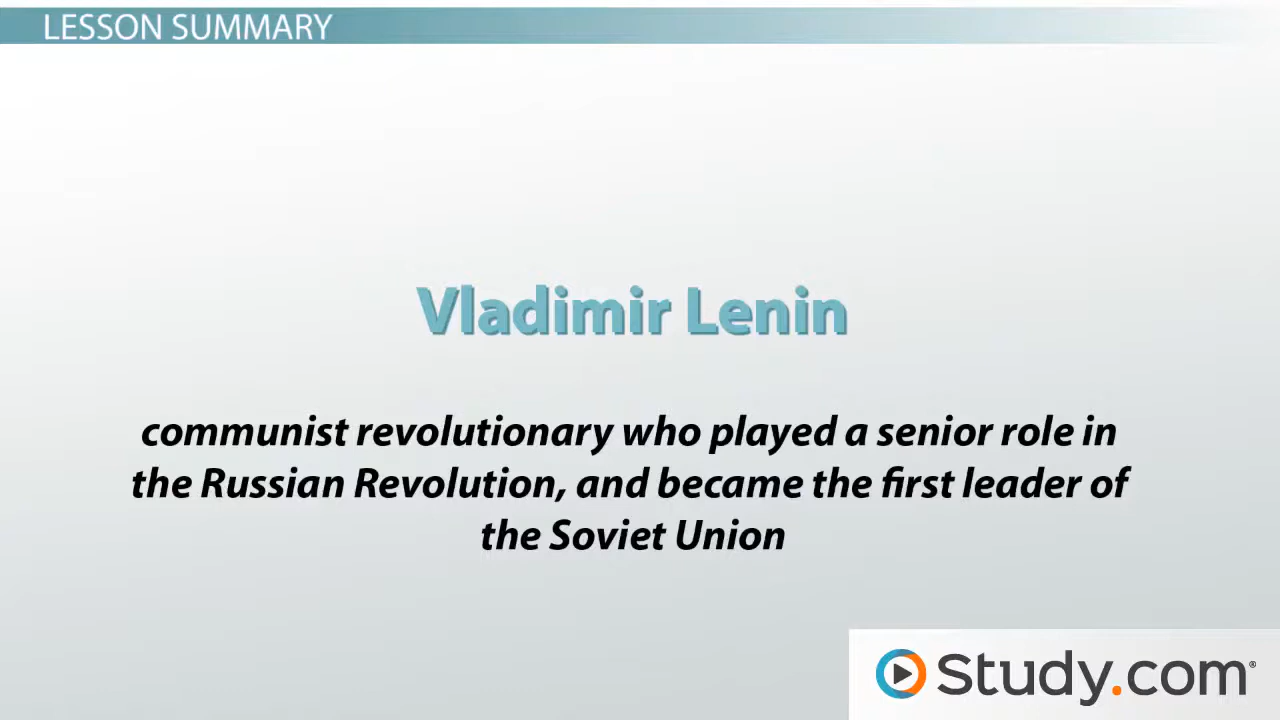 LESSON SUMMARY
Vladimir Lenin
communist revolutionary who played a senior role in
the Russian Revolution, and became the first leader of
the Soviet Union
Study.com®